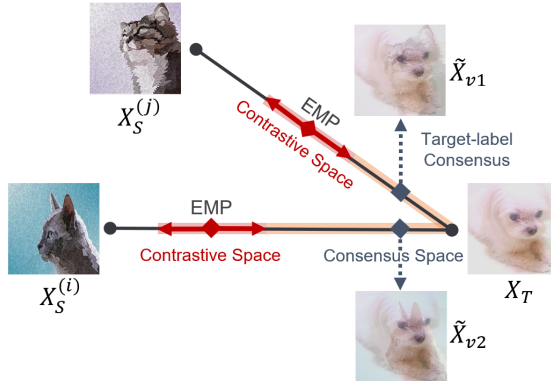 X_S^{(j)}
EMP
Contrastive Space
X̃_{v1}
Target-label
Consensus
EMP
Contrastive Space
Consensus Space
X_S^{(i)}
X_T
X̃_{v2}